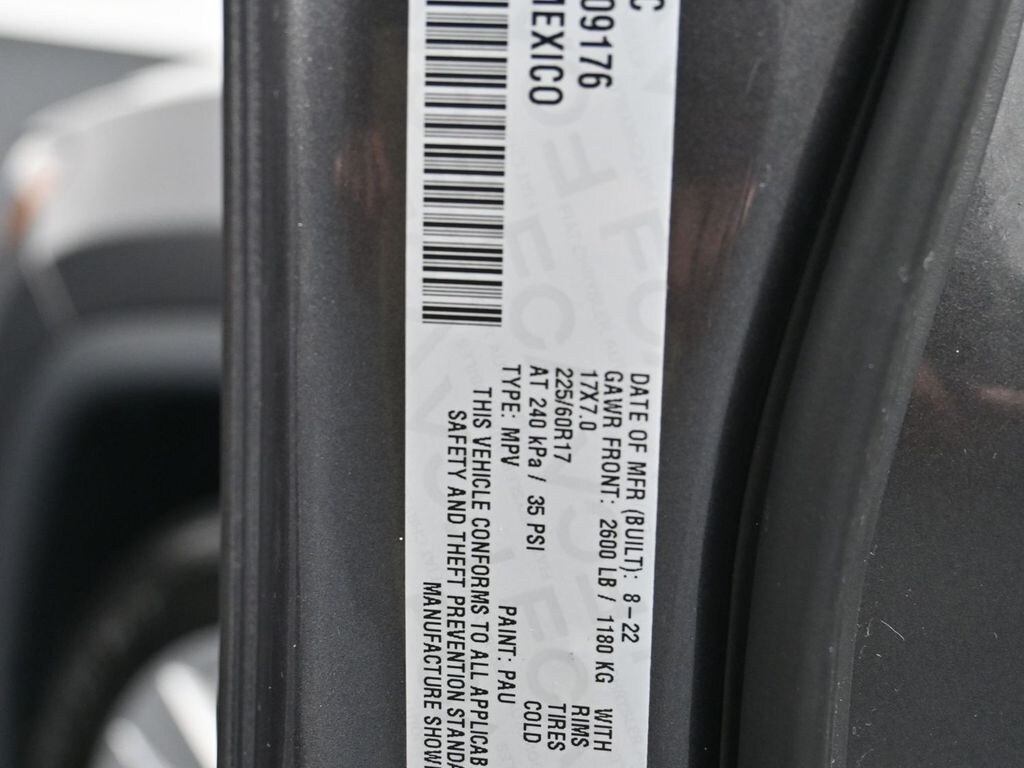 C
09176
MEXICO
DATE OF MFR (BUILT): 8-22
GAWR FRONT: 2600 LB / 1180 KG WITH
17X7.0 RIMS
225/60R17 TIRES
AT 240 kPa / 35 PSI COLD
TYPE: MPV PAINT: PAU
THIS VEHICLE CONFORMS TO ALL APPLICAB
SAFETY AND THEFT PREVENTION STANDA
MANUFACTURE SHOW